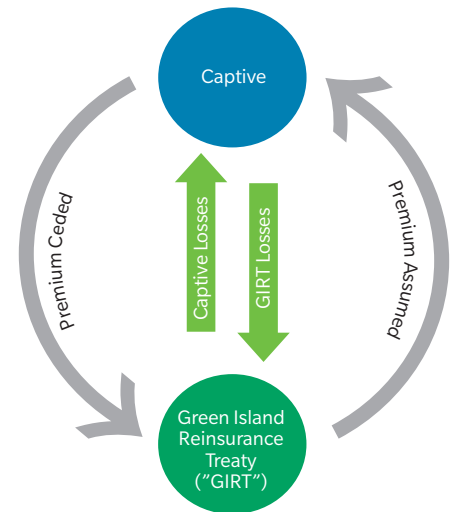 Captive
Premium Ceded
Captive Losses
GIRT Losses
Premium Assumed
Green Island
Reinsurance
Treaty
("GIRT")